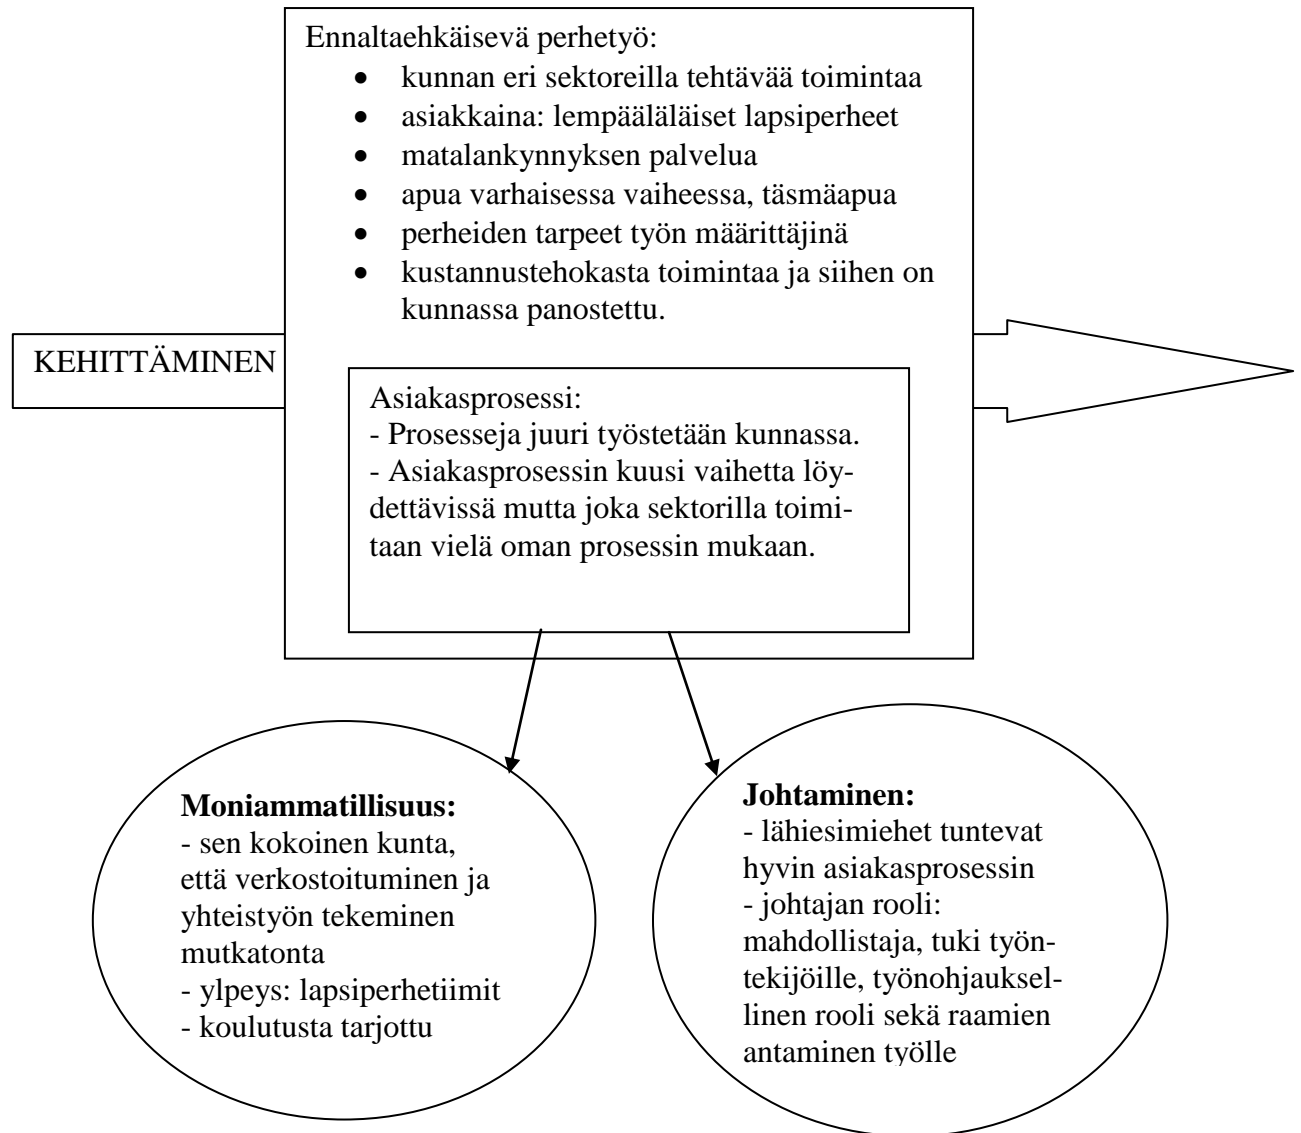 Ennaltaehkäisevä perhetyö:
• kunnan eri sektoreilla tehtävää toimintaa
• asiakkaina: lempääläläiset lapsiperheet
• matalankynnyksen palvelua
• apua varhaisessa vaiheessa, täsmäapua
• perheiden tarpeet työn määrittäjinä
• kustannustehokasta toimintaa ja siihen on
kunnassa panostettu.
KEHITTÄMINEN
Asiakasprosessi:
- Prosesseja juuri työstetään kunnassa.
- Asiakasprosessin kuusi vaihetta löy-
dettävissä mutta joka sektorilla toimi-
taan vielä oman prosessin mukaan.
Moniammatillisuus:
- sen kokoinen kunta,
että verkostoituminen ja
yhteistyön tekeminen
mutkatonta
- ylpeys: lapsiperhetiimit
- koulutusta tarjottu
Johtaminen:
- lähiesimiehet tuntevat
hyvin asiakasprosessin
- johtajan rooli:
mahdollistaja, tuki työn-
tekijöille, työnohjauksel-
linen rooli sekä raamien
antaminen työlle